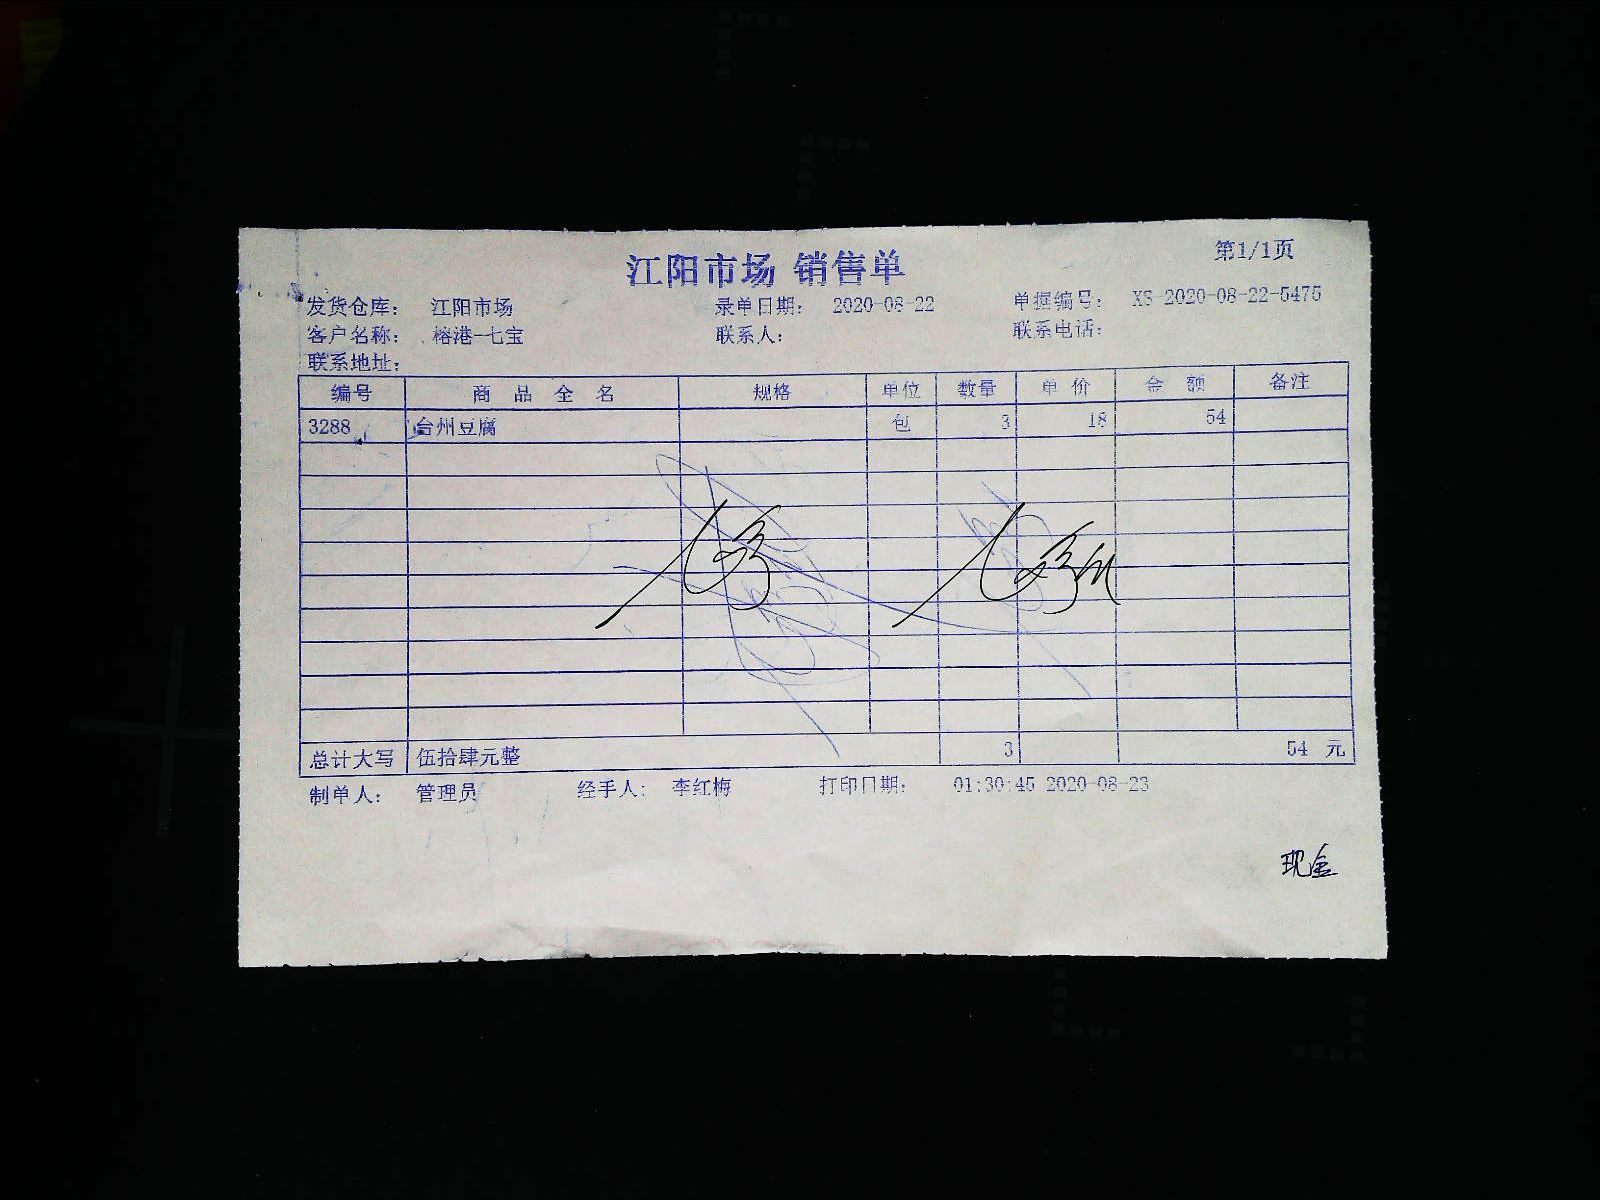 第1/1页
江阳市场 销售单
发货仓库： 江阳市场 录单日期： 2020-08-22 单据编号： XS-2020-08-22-5475
客户名称： 榕港-七宝 联系人： 联系电话：
联系地址：
编号 商 品 全 名 规格 单位 数量 单 价 金 额 备注
3288 台州豆腐 包 3 18 54
总计大写 伍拾肆元整 3 54 元
制单人： 管理员 经手人： 李红梅 打印日期： 01:30:45 2020-08-23
现金